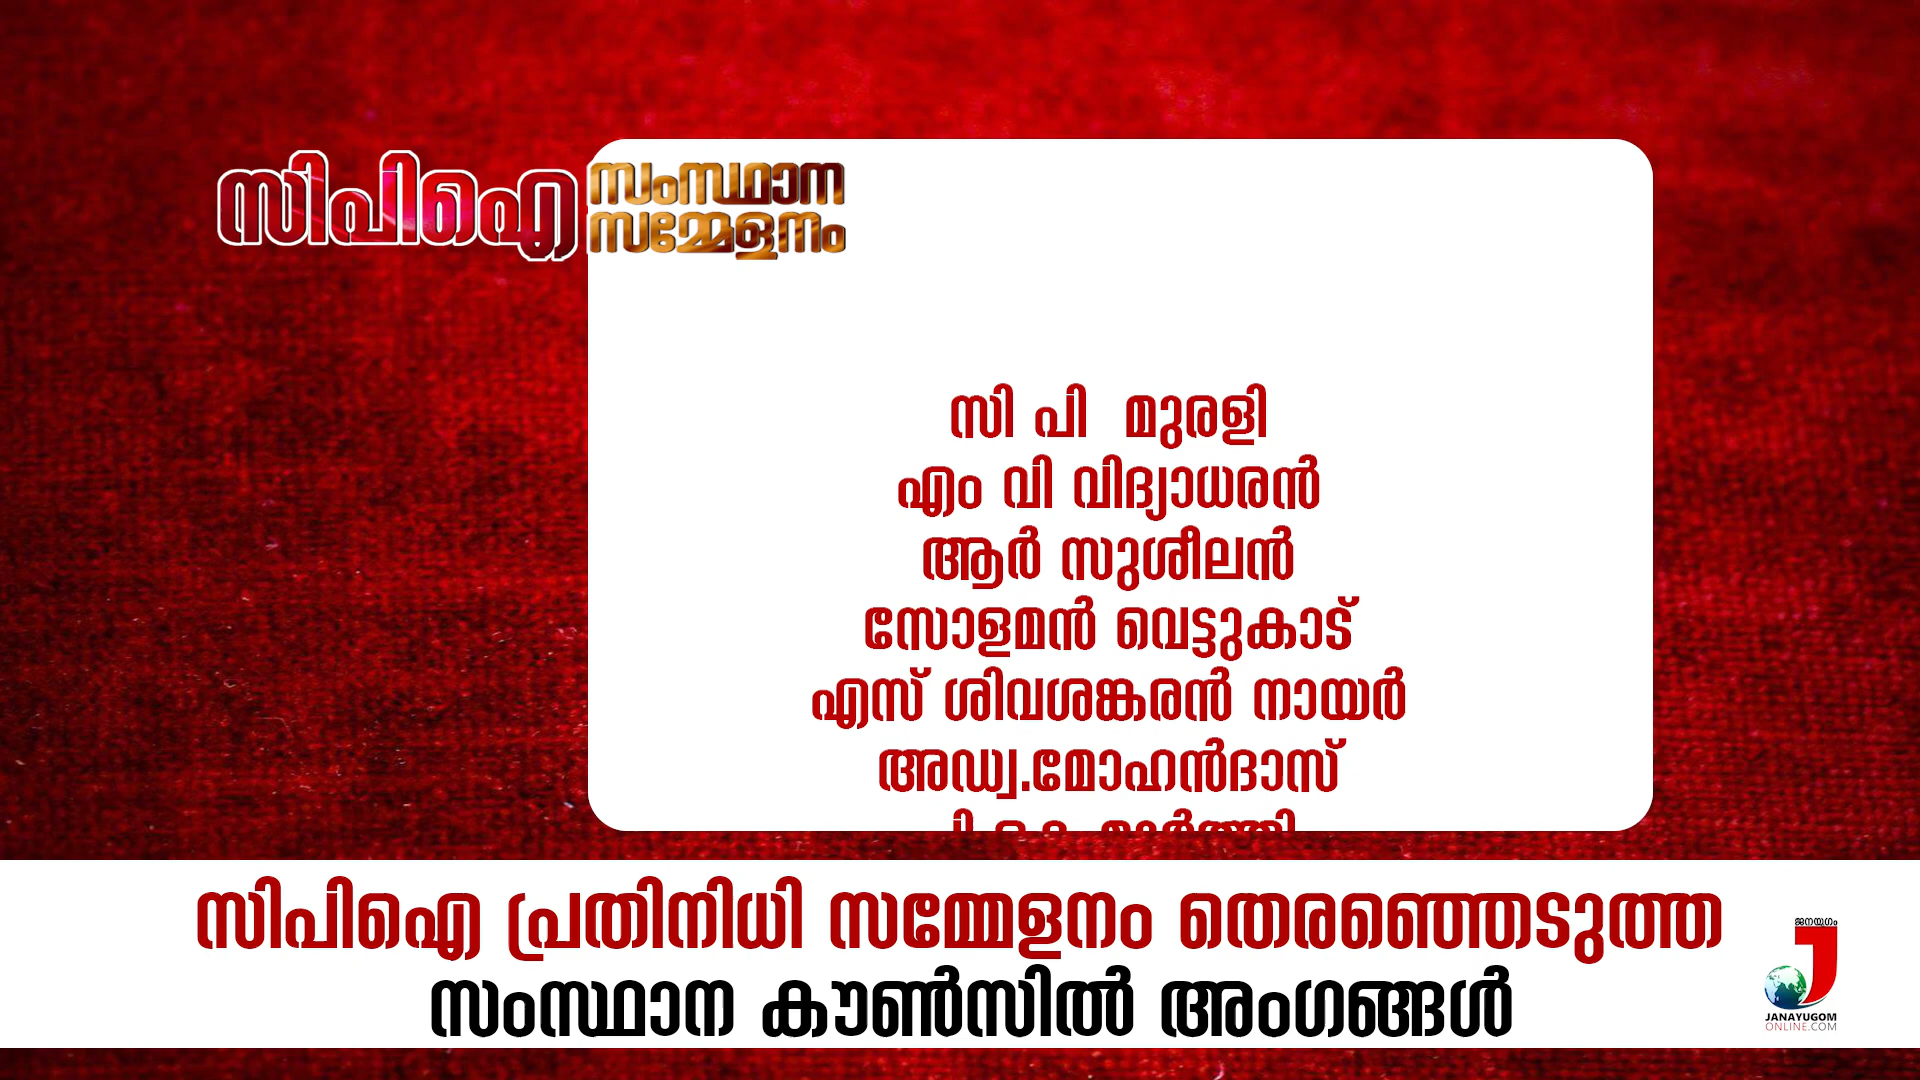 സിപിഐ സംസ്ഥാന
സമ്മേളനം
സി പി മുരളി
എം വി വിദ്യാധരൻ
ആർ സുശീലൻ
സോളമൻ വെട്ടുകാട്
എസ് ശിവശങ്കരൻ നായർ
അഡ്വ.മോഹൻദാസ്
സിപിഐ പ്രതിനിധി സമ്മേളനം തെരഞ്ഞെടുത്ത
സംസ്ഥാന കൗൺസിൽ അംഗങ്ങൾ
ജനയുഗം
JANAYUGOM
ONLINE.COM